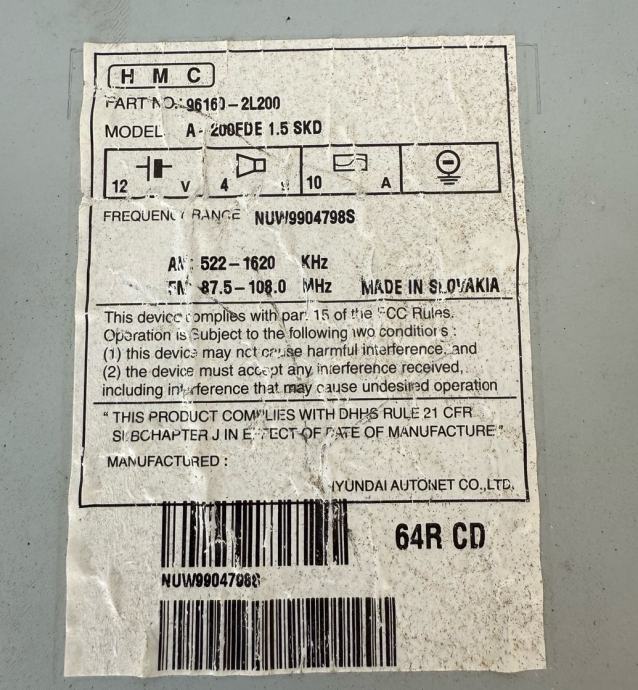 HMC
PART NO.: 96160-2L200
MODEL A-200FDE 1.5 SKD
12 V 4 10 A
FREQUENCY RANGE NUW9904798S
AM: 522-1620 KHz
FM: 87.5-108.0 MHz MADE IN SLOVAKIA
This device complies with part 15 of the FCC Rules.
Operation is Subject to the following two conditions :
(1) this device may not cause harmful interference, and
(2) the device must accept any interference received,
including interference that may cause undesired operation
" THIS PRODUCT COMPLIES WITH DHHS RULE 21 CFR
SUBCHAPTER J IN EFFECT OF DATE OF MANUFACTURE "
MANUFACTURED :
HYUNDAI AUTONET CO.,LTD.
64R CD
NUW9904798S